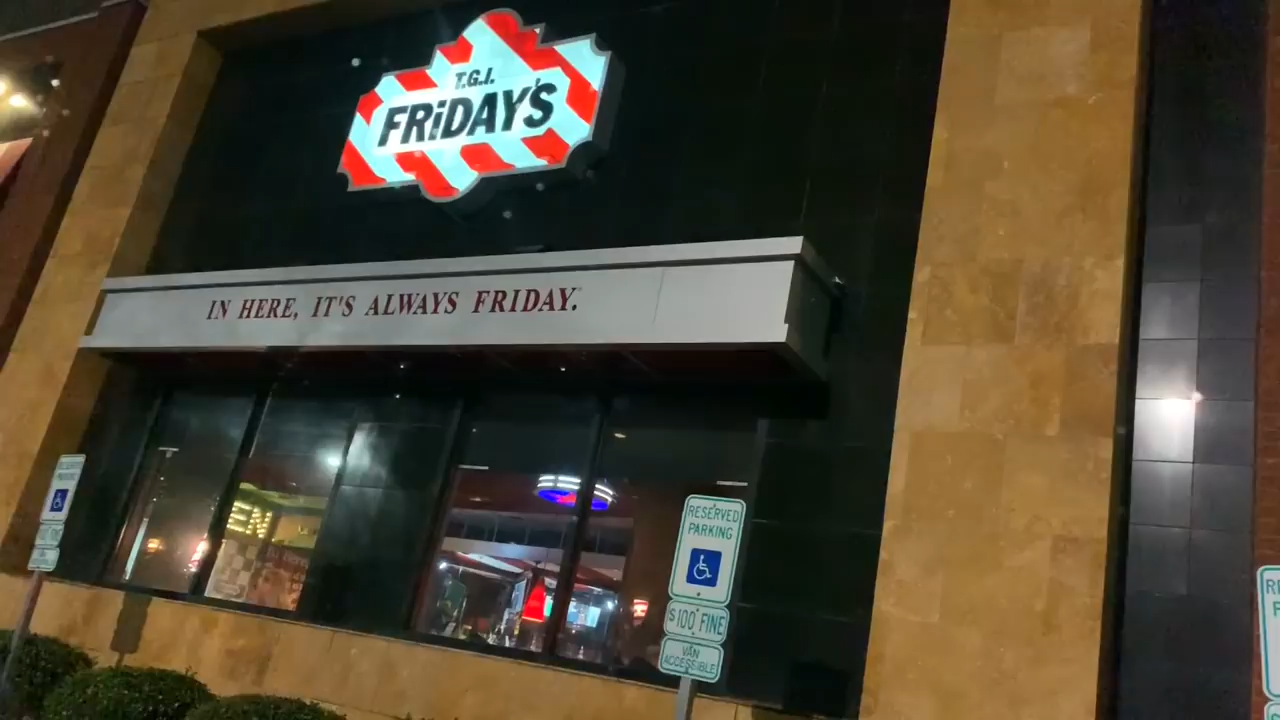 T.G.I.
FRiDAY'S
IN HERE, IT'S ALWAYS FRIDAY.
RESERVED
PARKING
$100 FINE
VAN
ACCESSIBLE